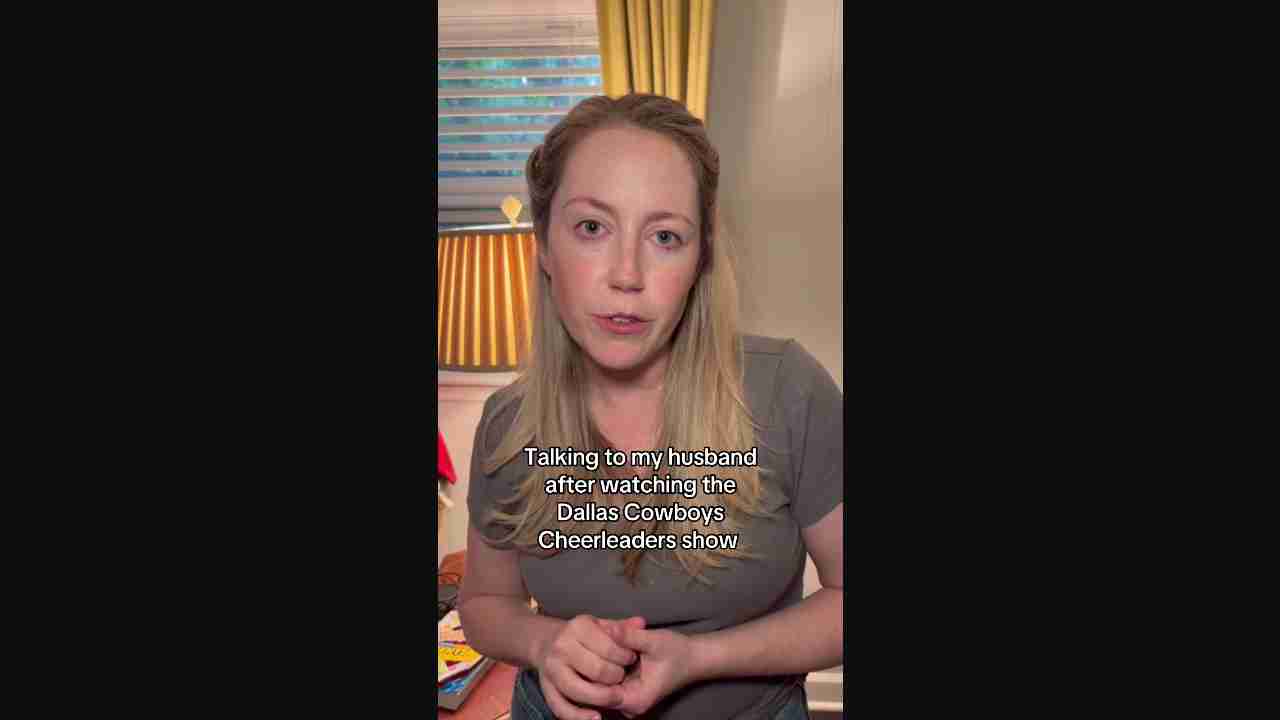 Talking to my husband
after watching the
Dallas Cowboys
Cheerleaders show